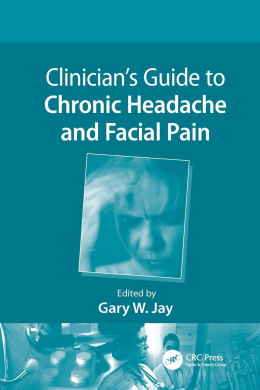 Clinician's Guide to
Chronic Headache
and Facial Pain
Edited by
Gary W. Jay
CRC Press
Taylor & Francis Group